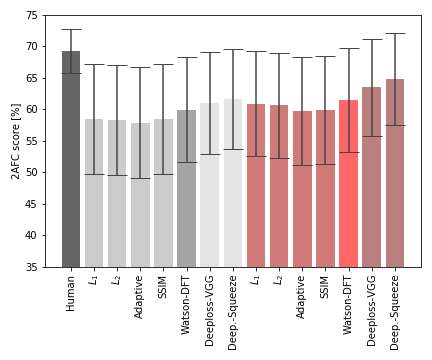 75
70
65
60
55
50
45
40
35
2AFC score [%]
Human
L₁
L₂
Adaptive
SSIM
Watson-DFT
Deeploss-VGG
Deep.-Squeeze
L₁
L₂
Adaptive
SSIM
Watson-DFT
Deeploss-VGG
Deep.-Squeeze